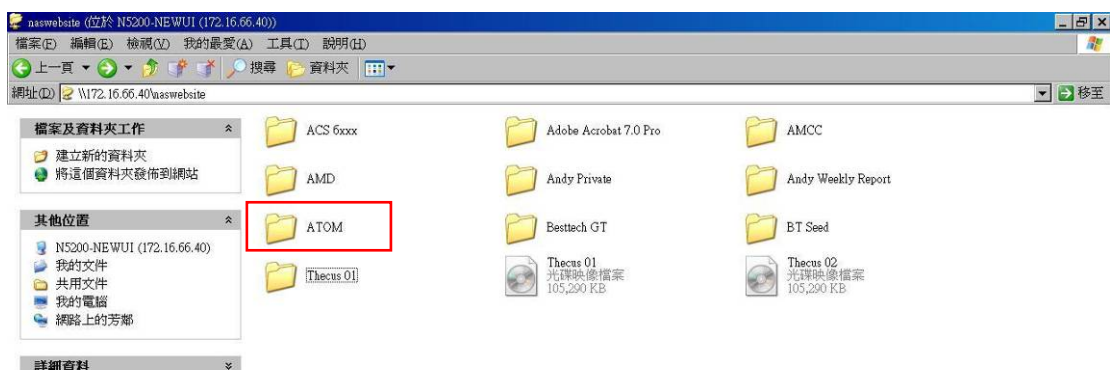 naswebsite (位於 N5200-NEWUI (172.16.66.40))
檔案(F) 編輯(E) 檢視(V) 我的最愛(A) 工具(T) 說明(H)
上一頁 搜尋 資料夾
網址(D) \\172.16.66.40\naswebsite 移至
檔案及資料夾工作
建立新的資料夾
將這個資料夾發佈到網站
其他位置
N5200-NEWUI (172.16.66.40)
我的文件
共用文件
我的電腦
網路上的芳鄰
詳細資料
ACS 6xxx
Adobe Acrobat 7.0 Pro
AMCC
AMD
Andy Private
Andy Weekly Report
ATOM
Besttech GT
BT Seed
Thecus 01
Thecus 01
光碟映像檔案
105,290 KB
Thecus 02
光碟映像檔案
105,290 KB